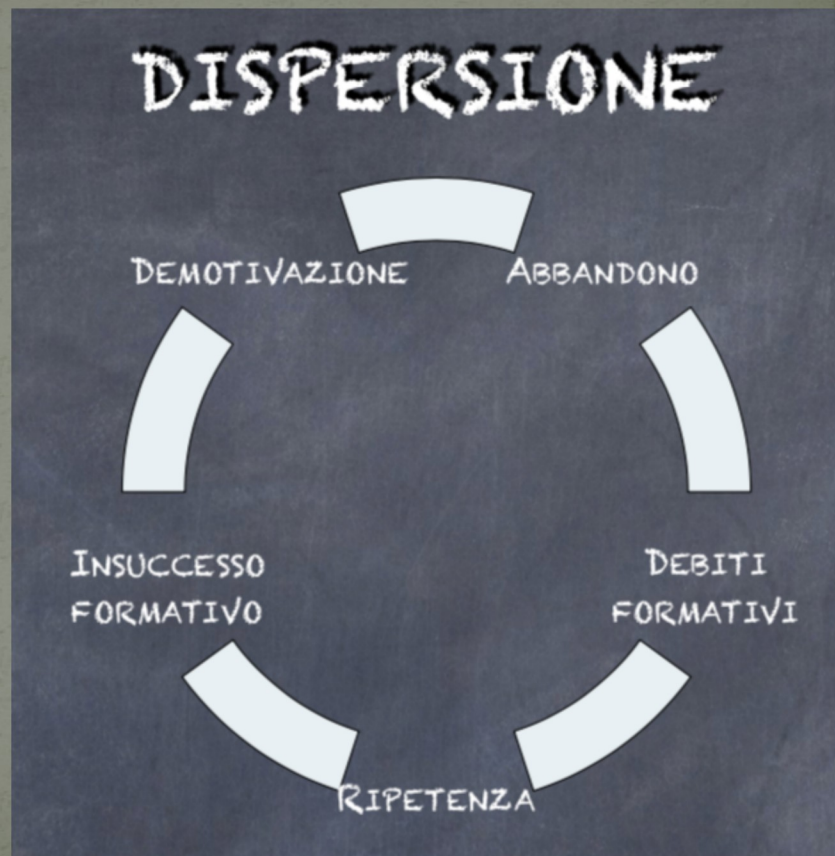 DISPERSIONE
DEMOTIVAZIONE
ABBANDONO
INSUCCESSO
FORMATIVO
DEBITI
FORMATIVI
RIPETENZA